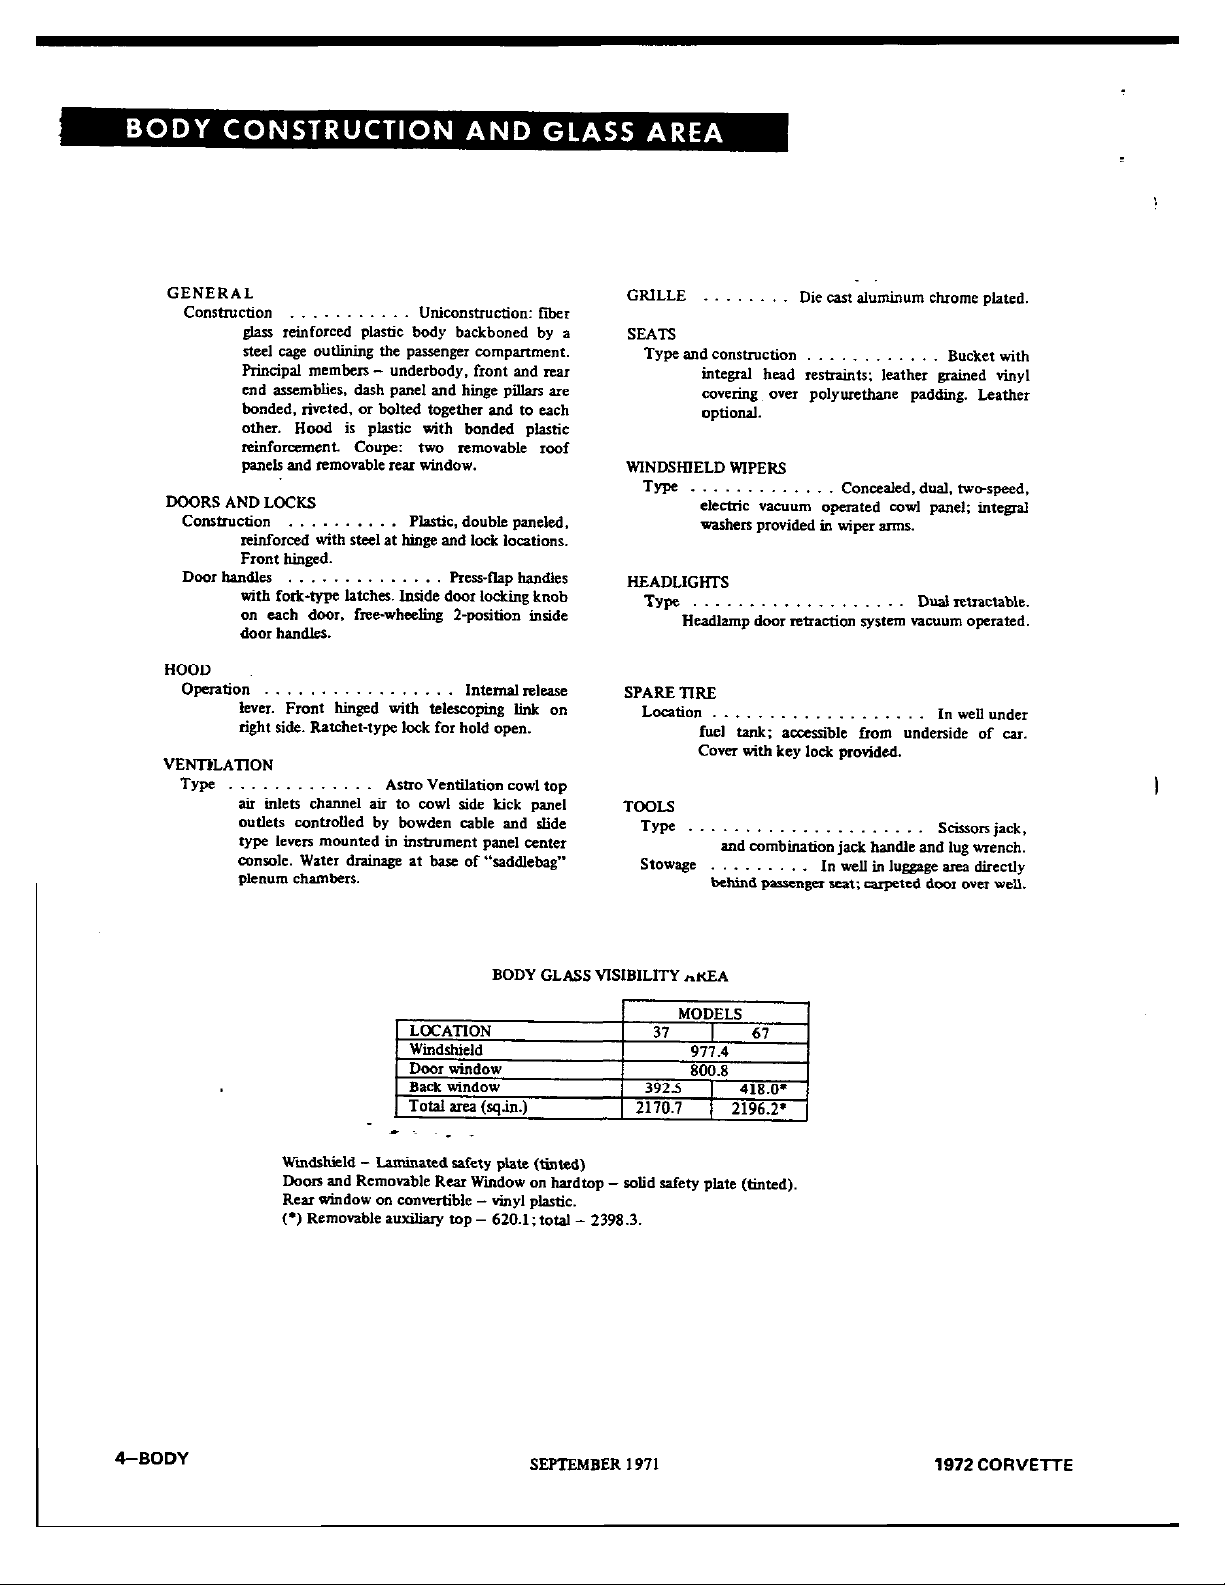 BODY CONSTRUCTION AND GLASS AREA
GENERAL
Construction . . . . . . . . . . . Uniconstruction: fiber
glass reinforced plastic body backboned by a
steel cage outlining the passenger compartment.
Principal members – underbody, front and rear
end assemblies, dash panel and hinge pillars are
bonded, riveted, or bolted together and to each
other. Hood is plastic with bonded plastic
reinforcement. Coupe: two removable roof
panels and removable rear window.
DOORS AND LOCKS
Construction . . . . . . . . . . Plastic, double paneled,
reinforced with steel at hinge and lock locations.
Front hinged.
Door handles . . . . . . . . . . . . . . Press-flap handles
with fork-type latches. Inside door locking knob
on each door, free-wheeling 2-position inside
door handles.
HOOD
Operation . . . . . . . . . . . . . . . . . Internal release
lever. Front hinged with telescoping link on
right side. Ratchet-type lock for hold open.
VENTILATION
Type . . . . . . . . . . . . . Astro Ventilation cowl top
air inlets channel air to cowl side kick panel
outlets controlled by bowden cable and slide
type levers mounted in instrument panel center
console. Water drainage at base of “saddlebag”
plenum chambers.
GRILLE . . . . . . . . Die cast aluminum chrome plated.
SEATS
Type and construction . . . . . . . . . . . . Bucket with
integral head restraints; leather grained vinyl
covering over polyurethane padding. Leather
optional.
WINDSHIELD WIPERS
Type . . . . . . . . . . . . . Concealed, dual, two-speed,
electric vacuum operated cowl panel; integral
washers provided in wiper arms.
HEADLIGHTS
Type . . . . . . . . . . . . . . . . . . . Dual retractable.
Headlamp door retraction system vacuum operated.
SPARE TIRE
Location . . . . . . . . . . . . . . . . . . . In well under
fuel tank; accessible from underside of car.
Cover with key lock provided.
TOOLS
Type . . . . . . . . . . . . . . . . . . . . . Scissors jack,
and combination jack handle and lug wrench.
Stowage . . . . . . . . . In well in luggage area directly
behind passenger seat; carpeted door over well.
BODY GLASS VISIBILITY AREA
MODELS
LOCATION 37 67
Windshield 977.4
Door window 800.8
Back window 392.5 418.0*
Total area (sq.in.) 2170.7 2196.2*
Windshield – Laminated safety plate (tinted)
Doors and Removable Rear Window on hardtop – solid safety plate (tinted).
Rear window on convertible – vinyl plastic.
(*) Removable auxiliary top – 620.1; total – 2398.3.
4–BODY SEPTEMBER 1971 1972 CORVETTE